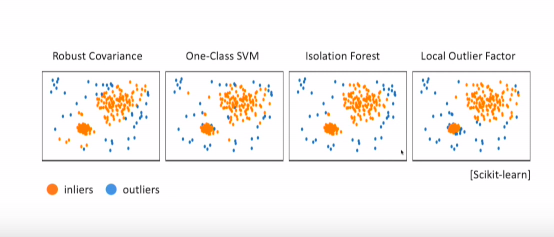 Robust Covariance One-Class SVM Isolation Forest Local Outlier Factor
[Scikit-learn]
inliers outliers